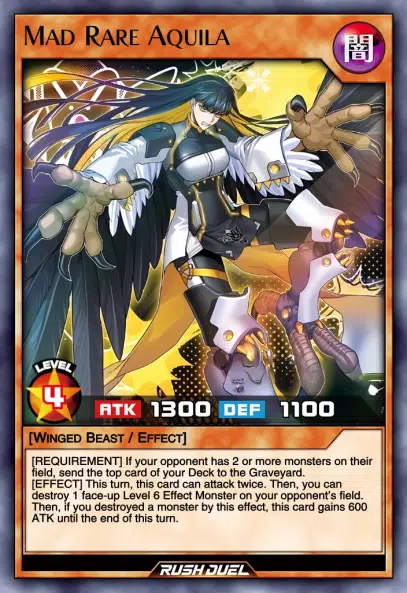 MAD RARE AQUILA
闇
LEVEL
4
ATK 1300 DEF 1100
[WINGED BEAST / EFFECT]
[REQUIREMENT] If your opponent has 2 or more monsters on their
field, send the top card of your Deck to the Graveyard.
[EFFECT] This turn, this card can attack twice. Then, you can
destroy 1 face-up Level 6 Effect Monster on your opponent's field.
Then, if you destroyed a monster by this effect, this card gains 600
ATK until the end of this turn.
RUSH DUEL